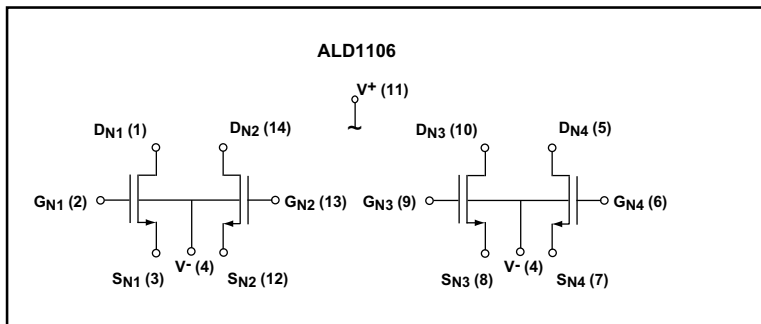 ALD1106
V+ (11)
~
DN1 (1)
DN2 (14)
DN3 (10)
DN4 (5)
GN1 (2)
GN2 (13)
GN3 (9)
GN4 (6)
SN1 (3)
V- (4)
SN2 (12)
SN3 (8)
V- (4)
SN4 (7)